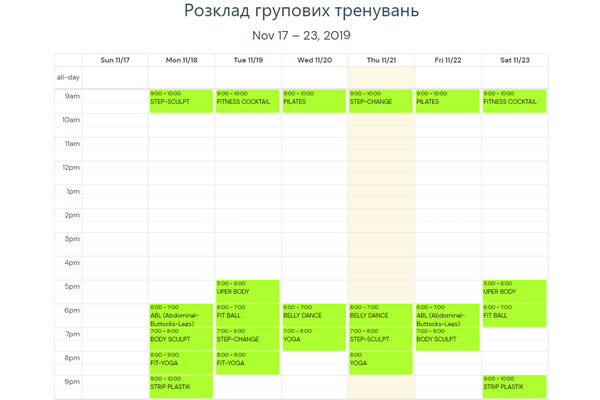 Розклад групових тренувань
Nov 17 – 23, 2019
Sun 11/17 Mon 11/18 Tue 11/19 Wed 11/20 Thu 11/21 Fri 11/22 Sat 11/23
all-day
9am
9:00 - 10:00 9:00 - 10:00 9:00 - 10:00 9:00 - 10:00 9:00 - 10:00 9:00 - 10:00
STEP-SCULPT FITNESS COCKTAIL PILATES STEP-CHANGE PILATES FITNESS COCKTAIL
10am
11am
12pm
1pm
2pm
3pm
4pm
5pm
5:00 - 6:00 5:00 - 6:00
UPER BODY UPER BODY
6pm
6:00 - 7:00 6:00 - 7:00 6:00 - 7:00 6:00 - 7:00 6:00 - 7:00 6:00 - 7:00
ABL (Abdominal- FIT BALL BELLY DANCE BELLY DANCE ABL (Abdominal- FIT BALL
Buttocks-Legs) Buttocks-Legs)
7pm
7:00 - 8:00 7:00 - 8:00 7:00 - 8:00 7:00 - 8:00 7:00 - 8:00
BODY SCULPT STEP-CHANGE YOGA STEP-SCULPT BODY SCULPT
8pm
8:00 - 9:00 8:00 - 9:00 8:00
FIT-YOGA FIT-YOGA YOGA
9pm
9:00 - 10:00 9:00 - 10:00
STRIP PLASTIK STRIP PLASTIK